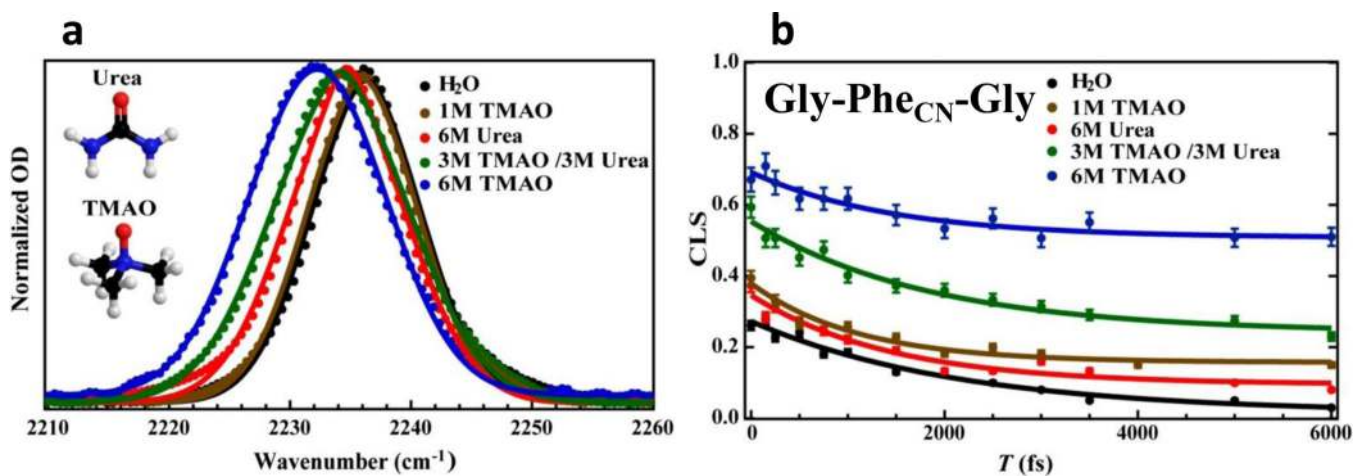 a
Urea
TMAO
H₂O
1M TMAO
6M Urea
3M TMAO /3M Urea
6M TMAO
Normalized OD
2210 2220 2230 2240 2250 2260
Wavenumber (cm⁻¹)
b
Gly-Phe_CN-Gly
H₂O
1M TMAO
6M Urea
3M TMAO /3M Urea
6M TMAO
CLS
1.0
0.8
0.6
0.4
0.2
0.0
0 2000 4000 6000
T (fs)